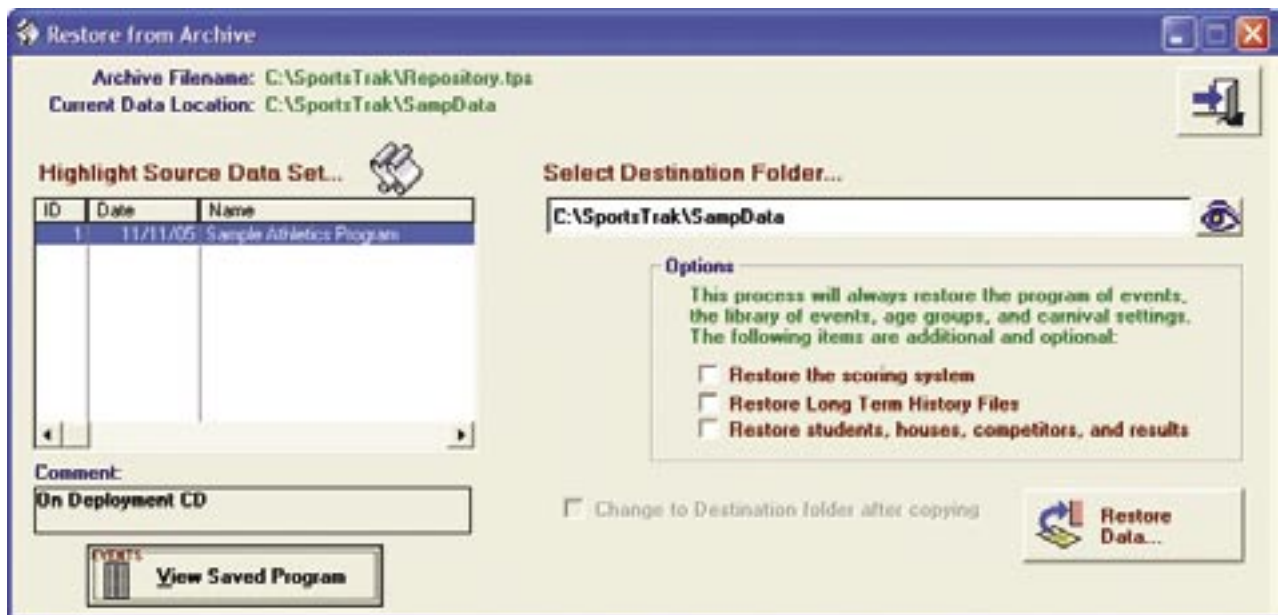 Restore from Archive
Archive Filename: C:\SportsTrak\Repository.tps
Current Data Location: C:\SportsTrak\SampData
Highlight Source Data Set...
ID Date Name
1 11/11/05 Sample Athletics Program
Comment:
On Deployment CD
EVENTS
View Saved Program
Select Destination Folder...
C:\SportsTrak\SampData
Options
This process will always restore the program of events,
the library of events, age groups, and carnival settings.
The following items are additional and optional:
Restore the scoring system
Restore Long Term History Files
Restore students, houses, competitors, and results
Change to Destination folder after copying
Restore
Data...